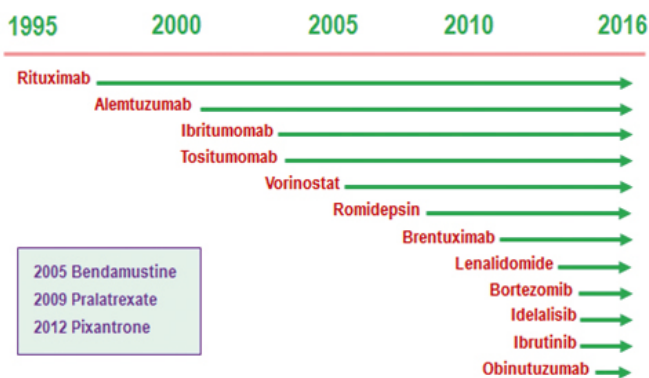 1995 2000 2005 2010 2016
Rituximab
Alemtuzumab
Ibritumomab
Tositumomab
Vorinostat
Romidepsin
Brentuximab
Lenalidomide
Bortezomib
Idelalisib
Ibrutinib
Obinutuzumab
2005 Bendamustine
2009 Pralatrexate
2012 Pixantrone